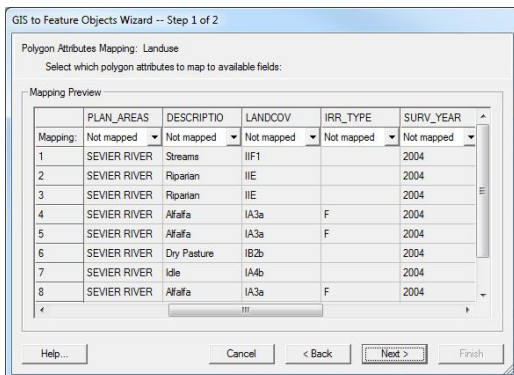 GIS to Feature Objects Wizard -- Step 1 of 2
Polygon Attributes Mapping: Landuse
Select which polygon attributes to map to available fields:
Mapping Preview
PLAN_AREAS DESCRIPTIO LANDCOV IRR_TYPE SURV_YEAR
Mapping: Not mapped Not mapped Not mapped Not mapped Not mapped
1 SEVIER RIVER Streams IIF1 2004
2 SEVIER RIVER Riparian IIE 2004
3 SEVIER RIVER Riparian IIE 2004
4 SEVIER RIVER Alfalfa IA3a F 2004
5 SEVIER RIVER Alfalfa IA3a F 2004
6 SEVIER RIVER Dry Pasture IB2b 2004
7 SEVIER RIVER Idle IA4b 2004
8 SEVIER RIVER Alfalfa IA3a F 2004
Help... Cancel < Back Next > Finish